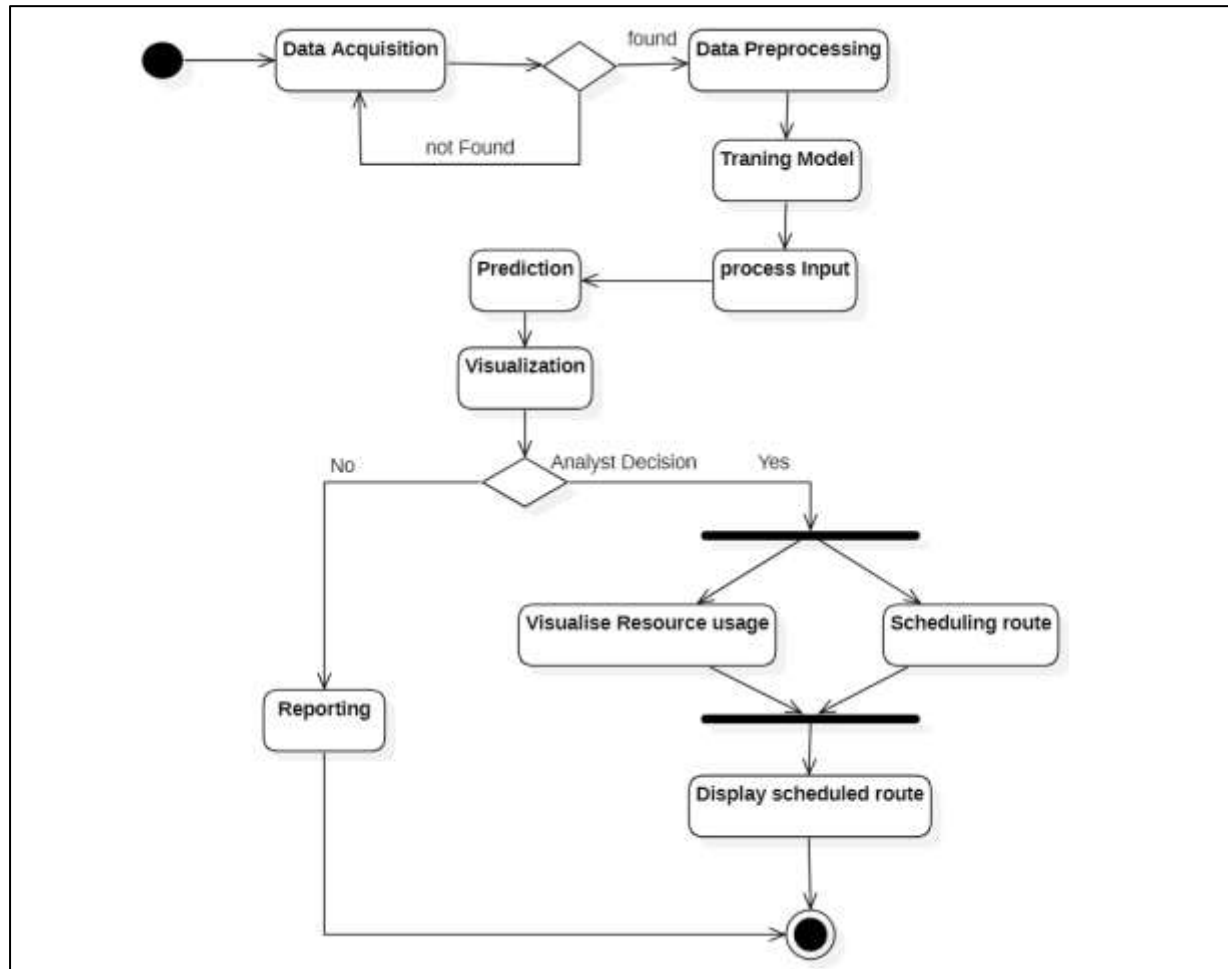 Data Acquisition
found
Data Preprocessing
not Found
Traning Model
process Input
Prediction
Visualization
No
Analyst Decision
Yes
Visualise Resource usage
Scheduling route
Reporting
Display scheduled route